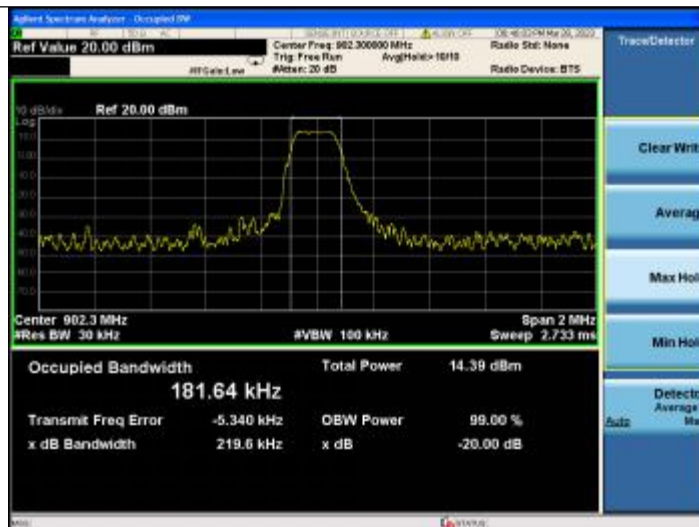 Agilent Spectrum Analyzer - Occupied BW
Ref Value 20.00 dBm
Center Freq: 902.300000 MHz
Radio Std: None
Trace/Detector
Trig: Free Run
Avg|Hold:> 10/10
#IFGain:Low
#Atten: 20 dB
Radio Device: BTS
10 dB/div
Ref 20.00 dBm
Log
Clear Writ
Averag
Max Hol
Min Hol
Center 902.3 MHz
Span 2 MHz
#Res BW 30 kHz
#VBW 100 kHz
Sweep 2.733 ms
Occupied Bandwidth
Total Power
14.39 dBm
181.64 kHz
Transmit Freq Error
-5.340 kHz
OBW Power
99.00 %
x dB Bandwidth
219.6 kHz
x dB
-20.00 dB
Detecto
Average
Auto
Ma
MSG
STATUS